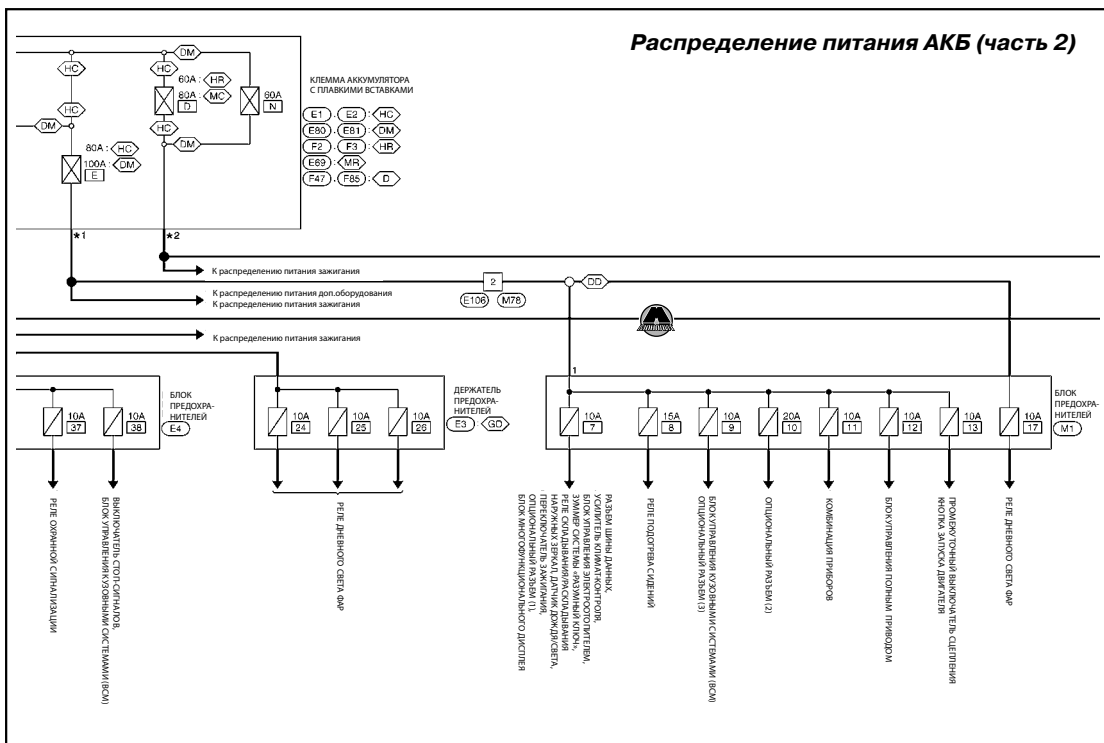 Распределение питания АКБ (часть 2)
DM
HC
HC
60A : HR
80A : MC
D
60A
N
HC
HC
DM
DM
80A : HC
100A : DM
E
КЛЕММА АККУМУЛЯТОРА
С ПЛАВКИМИ ВСТАВКАМИ
E1 , E2 : HC
E80 , E81 : DM
F2 , F3 : HR
E69 : MR
F47 , F85 : D
*1
*2
К распределению питания зажигания
К распределению питания доп.оборудования
К распределению питания зажигания
2
E106 M78
DD
К распределению питания зажигания
1
БЛОК
ПРЕДОХРА-
НИТЕЛЕЙ
E4
10A
37
10A
38
ДЕРЖАТЕЛЬ
ПРЕДОХРА-
НИТЕЛЕЙ
E3 : GD
10A
24
10A
25
10A
26
БЛОК
ПРЕДОХРА-
НИТЕЛЕЙ
M1
10A
7
15A
8
10A
9
20A
10
10A
11
10A
12
10A
13
10A
17
РЕЛЕ ОХРАННОЙ СИГНАЛИЗАЦИИ
ВЫКЛЮЧАТЕЛЬ СТОП-СИГНАЛОВ,
БЛОК УПРАВЛЕНИЯ КУЗОВНЫМИ СИСТЕМАМИ (BCM)
РЕЛЕ ДНЕВНОГО СВЕТА ФАР
РАЗЪЕМ ШИНЫ ДАННЫХ,
УСИЛИТЕЛЬ КЛИМАТ-КОНТРОЛЯ,
БЛОК УПРАВЛЕНИЯ ЭЛЕКТРООТОПИТЕЛЕМ,
ЗУММЕР СИСТЕМЫ «РАЗУМНЫЙ КЛЮЧ»,
РЕЛЕ СКЛАДЫВАНИЯ/РАСКЛАДЫВАНИЯ
НАРУЖНЫХ ЗЕРКАЛ, ДАТЧИК ДОЖДЯ/СВЕТА,
ПЕРЕКЛЮЧАТЕЛЬ ЗАЖИГАНИЯ,
ОПЦИОНАЛЬНЫЙ РАЗЪЕМ (1),
БЛОК МНОГОФУНКЦИОНАЛЬНОГО ДИСПЛЕЯ
РЕЛЕ ПОДОГРЕВА СИДЕНИЙ
БЛОК УПРАВЛЕНИЯ КУЗОВНЫМИ СИСТЕМАМИ (BCM)
ОПЦИОНАЛЬНЫЙ РАЗЪЕМ (3)
ОПЦИОНАЛЬНЫЙ РАЗЪЕМ (2)
КОМБИНАЦИЯ ПРИБОРОВ
БЛОК УПРАВЛЕНИЯ ПОЛНЫМ ПРИВОДОМ
ПРОМЕЖУТОЧНЫЙ ВЫКЛЮЧАТЕЛЬ СЦЕПЛЕНИЯ
КНОПКА ЗАПУСКА ДВИГАТЕЛЯ
РЕЛЕ ДНЕВНОГО СВЕТА ФАР